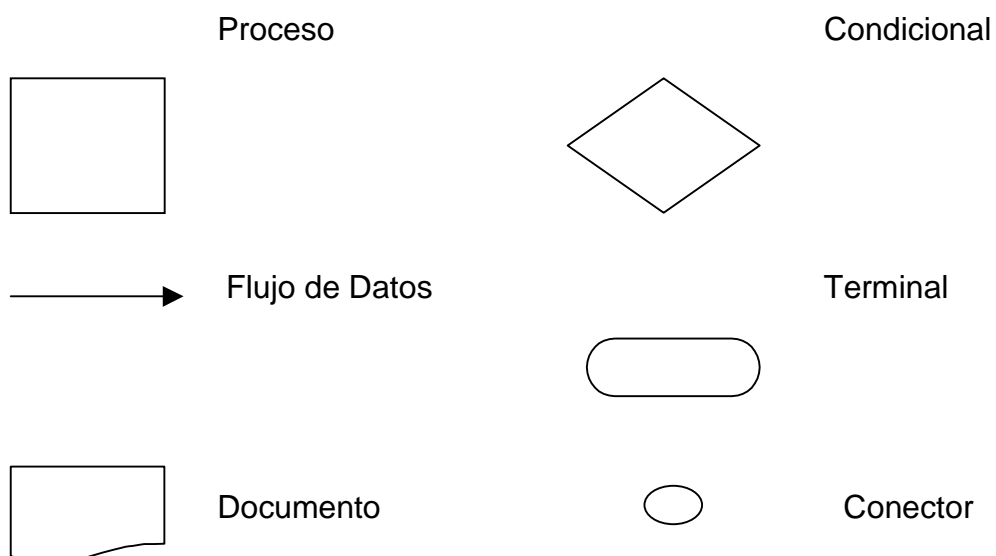 Proceso
Condicional
Flujo de Datos
Terminal
Documento
Conector